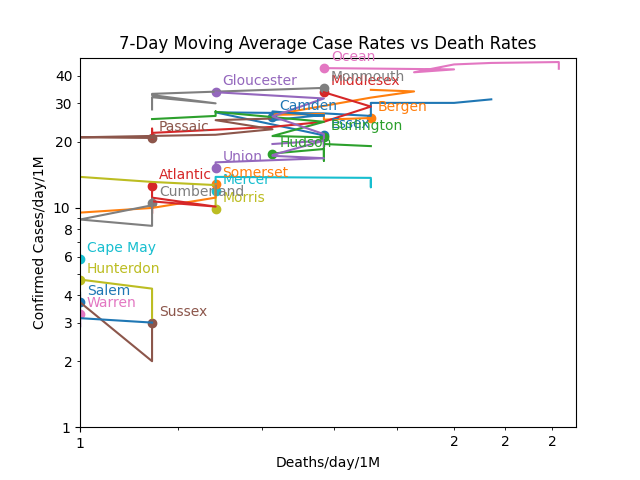 7-Day Moving Average Case Rates vs Death Rates
Ocean
Monmouth
Middlesex
Gloucester
Camden
Bergen
Essex
Burlington
Passaic
Hudson
Union
Atlantic
Somerset
Mercer
Cumberland
Morris
Cape May
Hunterdon
Salem
Warren
Sussex
40
30
20
10
8
6
4
3
2
1
1
2
2
2
Confirmed Cases/day/1M
Deaths/day/1M